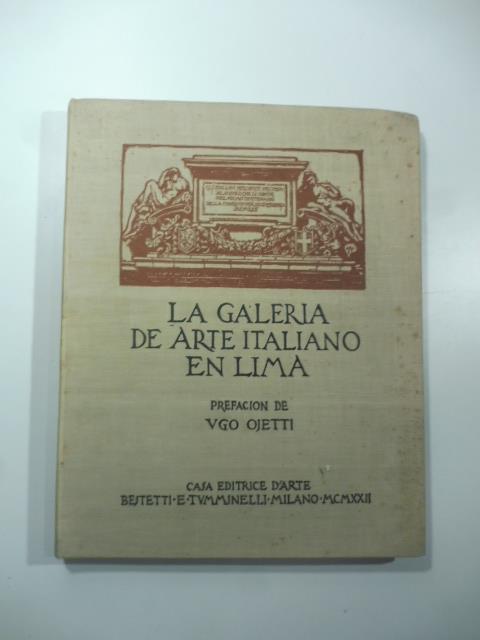 LA GALERIA
DE ARTE ITALIANO
EN LIMA
PREFACION DE
VGO OJETTI
CASA EDITRICE D'ARTE
BESTETTI·E·TVMMINELLI·MILANO·MCMXXII